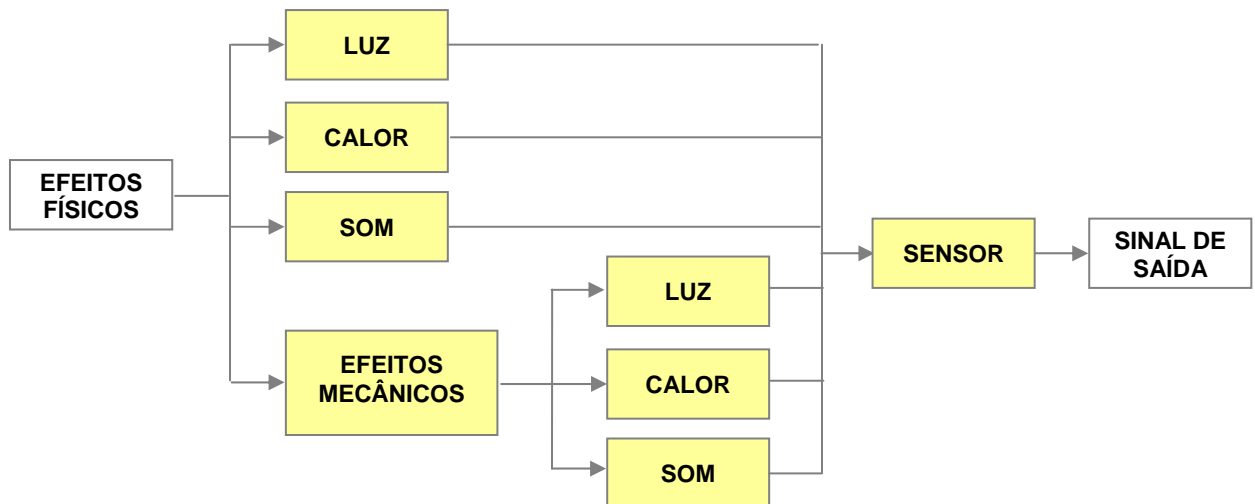 LUZ
CALOR
EFEITOS
FÍSICOS
SOM
SENSOR
SINAL DE
SAÍDA
LUZ
EFEITOS
MECÂNICOS
CALOR
SOM